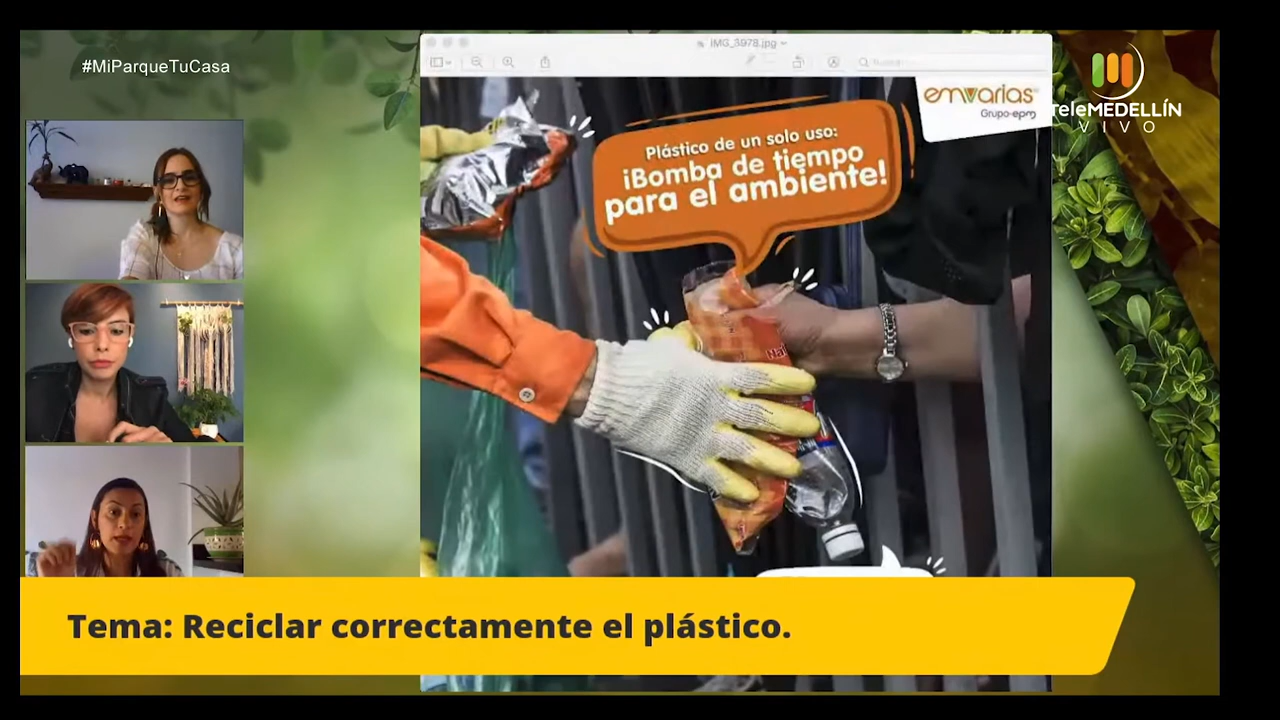 #MiParqueTuCasa
IMG_3978.jpg
emvarias
Grupo-epm
TeleMEDELLÍN
VIVO
Plástico de un solo uso:
¡Bomba de tiempo
para el ambiente!
Tema: Reciclar correctamente el plástico.